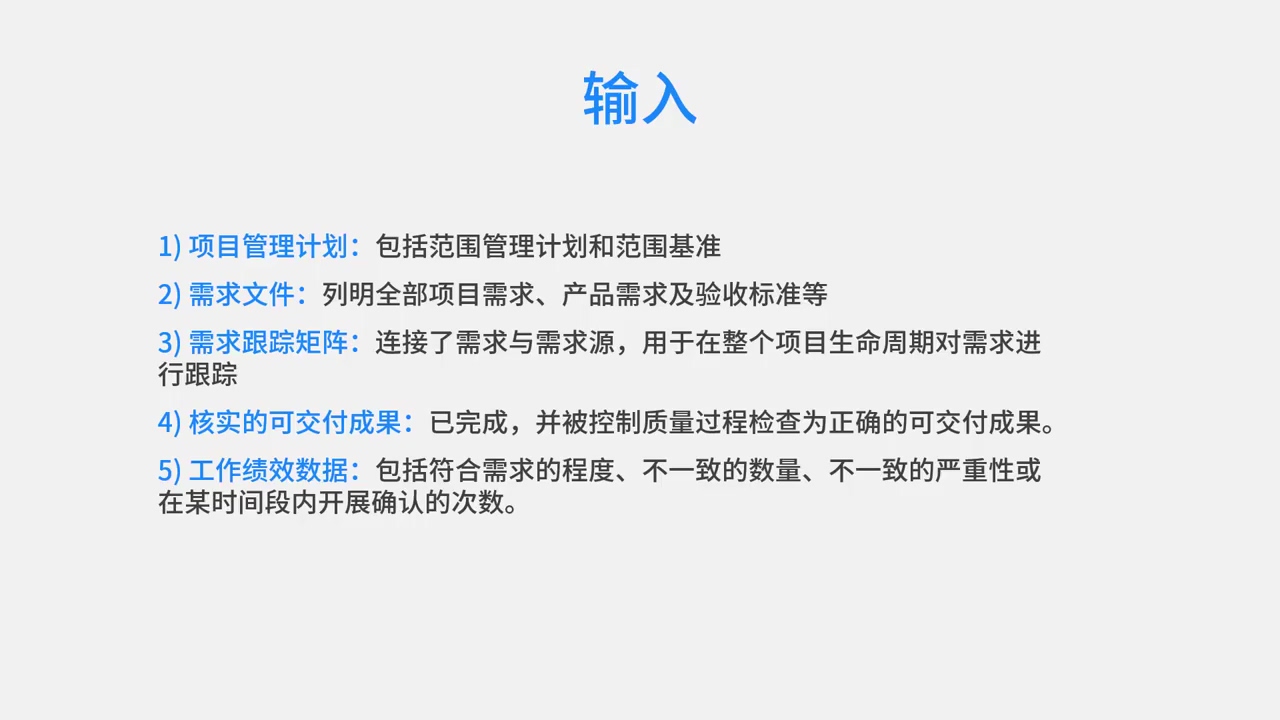 输入
1) 项目管理计划：包括范围管理计划和范围基准
2) 需求文件：列明全部项目需求、产品需求及验收标准等
3) 需求跟踪矩阵：连接了需求与需求源，用于在整个项目生命周期对需求进
行跟踪
4) 核实的可交付成果：已完成，并被控制质量过程检查为正确的可交付成果。
5) 工作绩效数据：包括符合需求的程度、不一致的数量、不一致的严重性或
在某时间段内开展确认的次数。